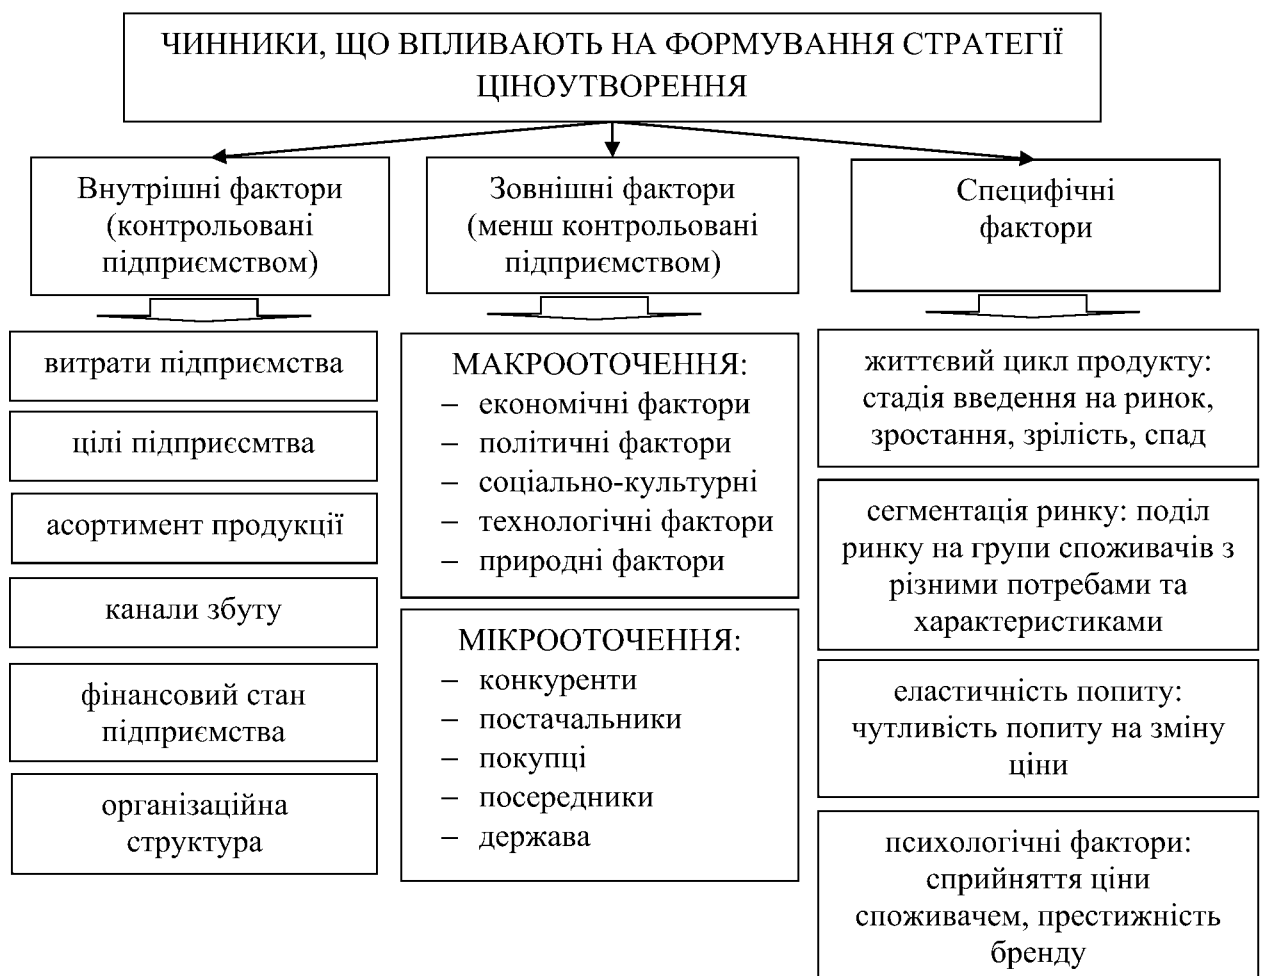 ЧИННИКИ, ЩО ВПЛИВАЮТЬ НА ФОРМУВАННЯ СТРАТЕГІЇ
ЦІНОУТВОРЕННЯ
Внутрішні фактори
(контрольовані
підприємством)
витрати підприємства
цілі підприєсмтва
асортимент продукції
канали збуту
фінансовий стан
підприємства
організаційна
структура
Зовнішні фактори
(менш контрольовані
підприємством)
МАКРООТОЧЕННЯ:
– економічні фактори
– політичні фактори
– соціально-культурні
– технологічні фактори
– природні фактори
МІКРООТОЧЕННЯ:
– конкуренти
– постачальники
– покупці
– посередники
– держава
Специфічні
фактори
життєвий цикл продукту:
стадія введення на ринок,
зростання, зрілість, спад
сегментація ринку: поділ
ринку на групи споживачів з
різними потребами та
характеристиками
еластичність попиту:
чутливість попиту на зміну
ціни
психологічні фактори:
сприйняття ціни
споживачем, престижність
бренду